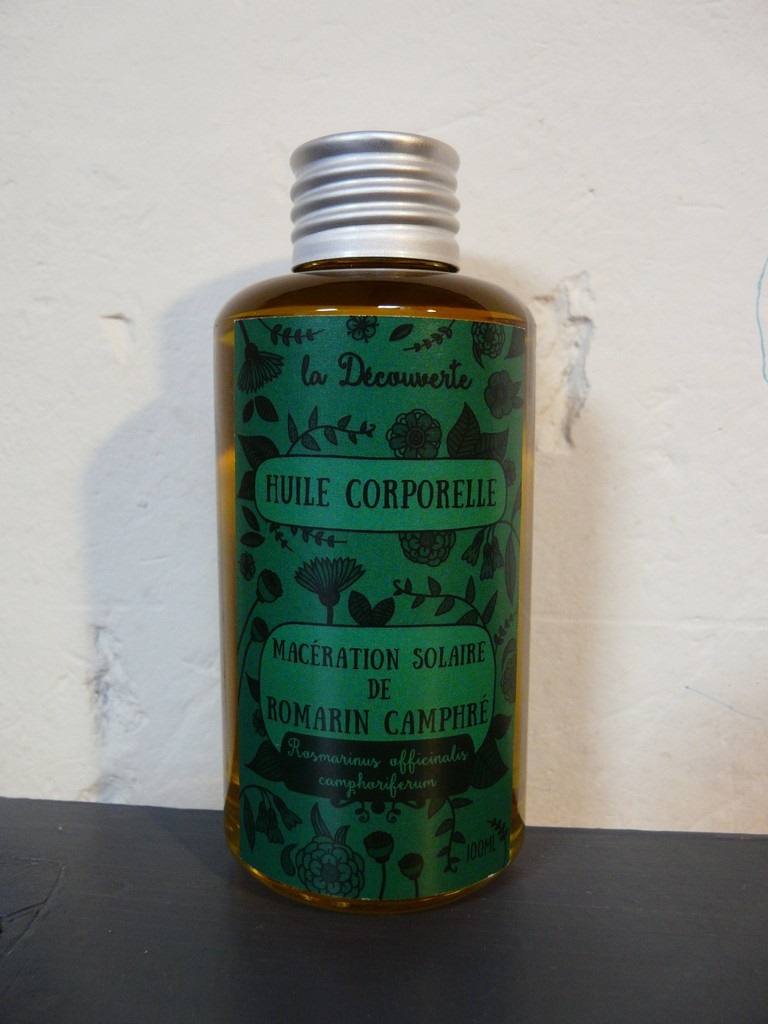 la Découverte
HUILE CORPORELLE
MACÉRATION SOLAIRE
DE
ROMARIN CAMPHRÉ
Rosmarinus officinalis
camphoriferum
100ML